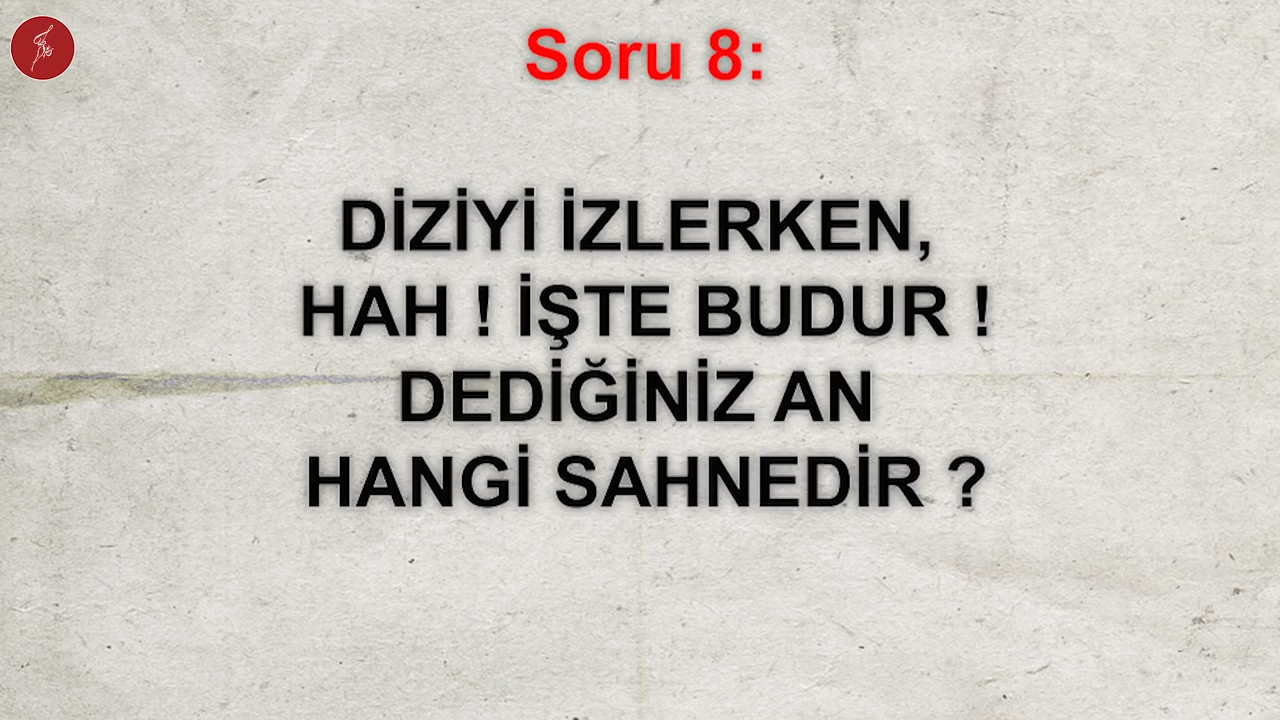 Soru 8:
DİZİYİ İZLERKEN,
HAH ! İŞTE BUDUR !
DEDİĞİNİZ AN
HANGİ SAHNEDİR ?